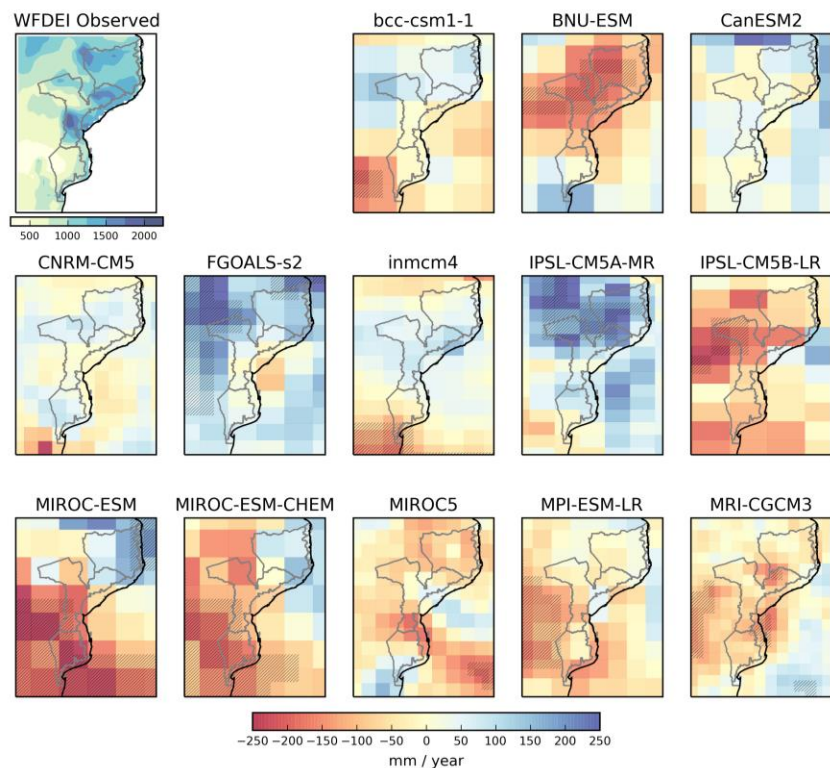 WFDEI Observed
bcc-csm1-1
BNU-ESM
CanESM2
500 1000 1500 2000
CNRM-CM5
FGOALS-s2
inmcm4
IPSL-CM5A-MR
IPSL-CM5B-LR
MIROC-ESM
MIROC-ESM-CHEM
MIROC5
MPI-ESM-LR
MRI-CGCM3
−250 −200 −150 −100 −50 0 50 100 150 200 250
mm / year